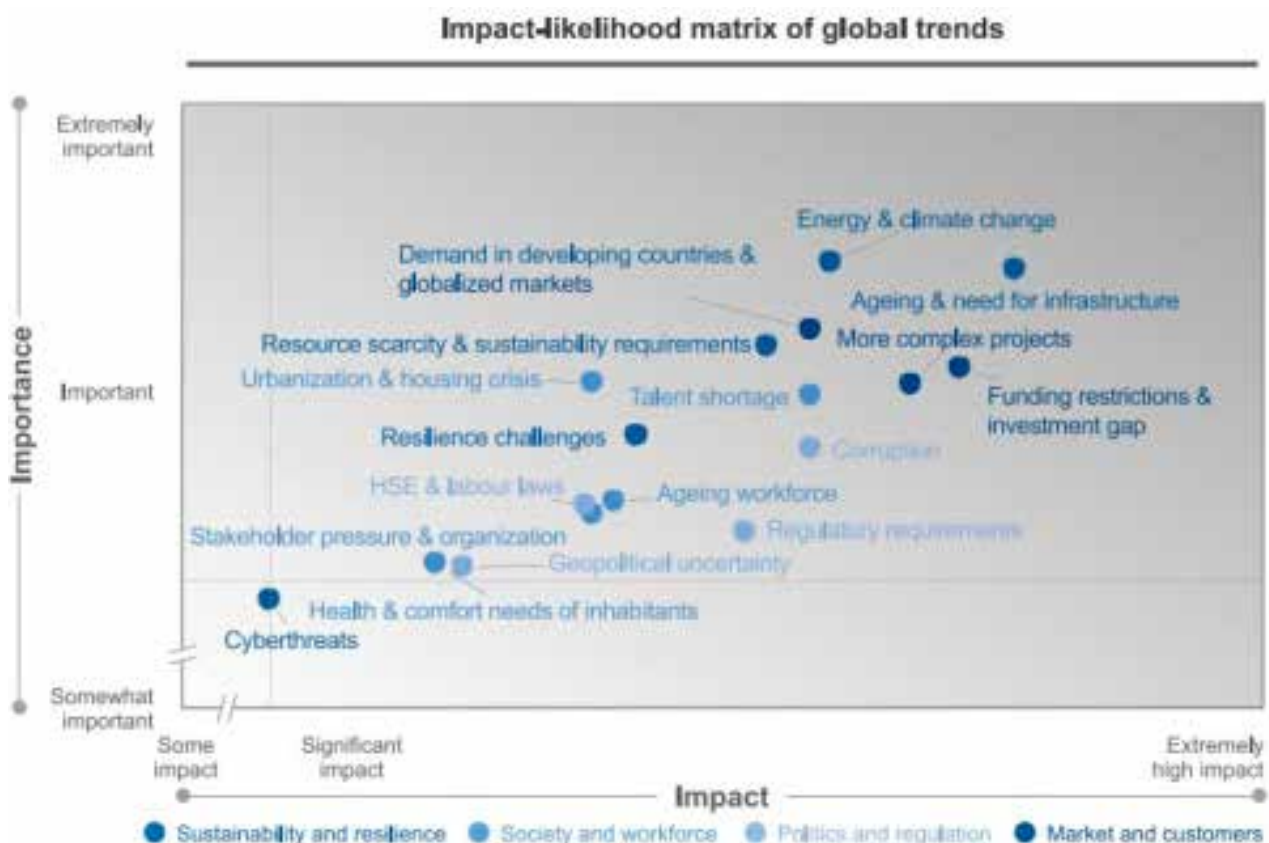 Impact-likelihood matrix of global trends
Extremely
important
Energy & climate change
Demand in developing countries &
globalized markets
Ageing & need for infrastructure
More complex projects
Resource scarcity & sustainability requirements
Urbanization & housing crisis
Importance
Important
Talent shortage
Funding restrictions &
investment gap
Resilience challenges
Corruption
HSE & labour laws
Ageing workforce
Stakeholder pressure & organization
Regulatory requirements
Geopolitical uncertainty
Health & comfort needs of inhabitants
Cyberthreats
Somewhat
important
Some
impact
Significant
impact
Extremely
high impact
Impact
Sustainability and resilience
Society and workforce
Politics and regulation
Market and customers